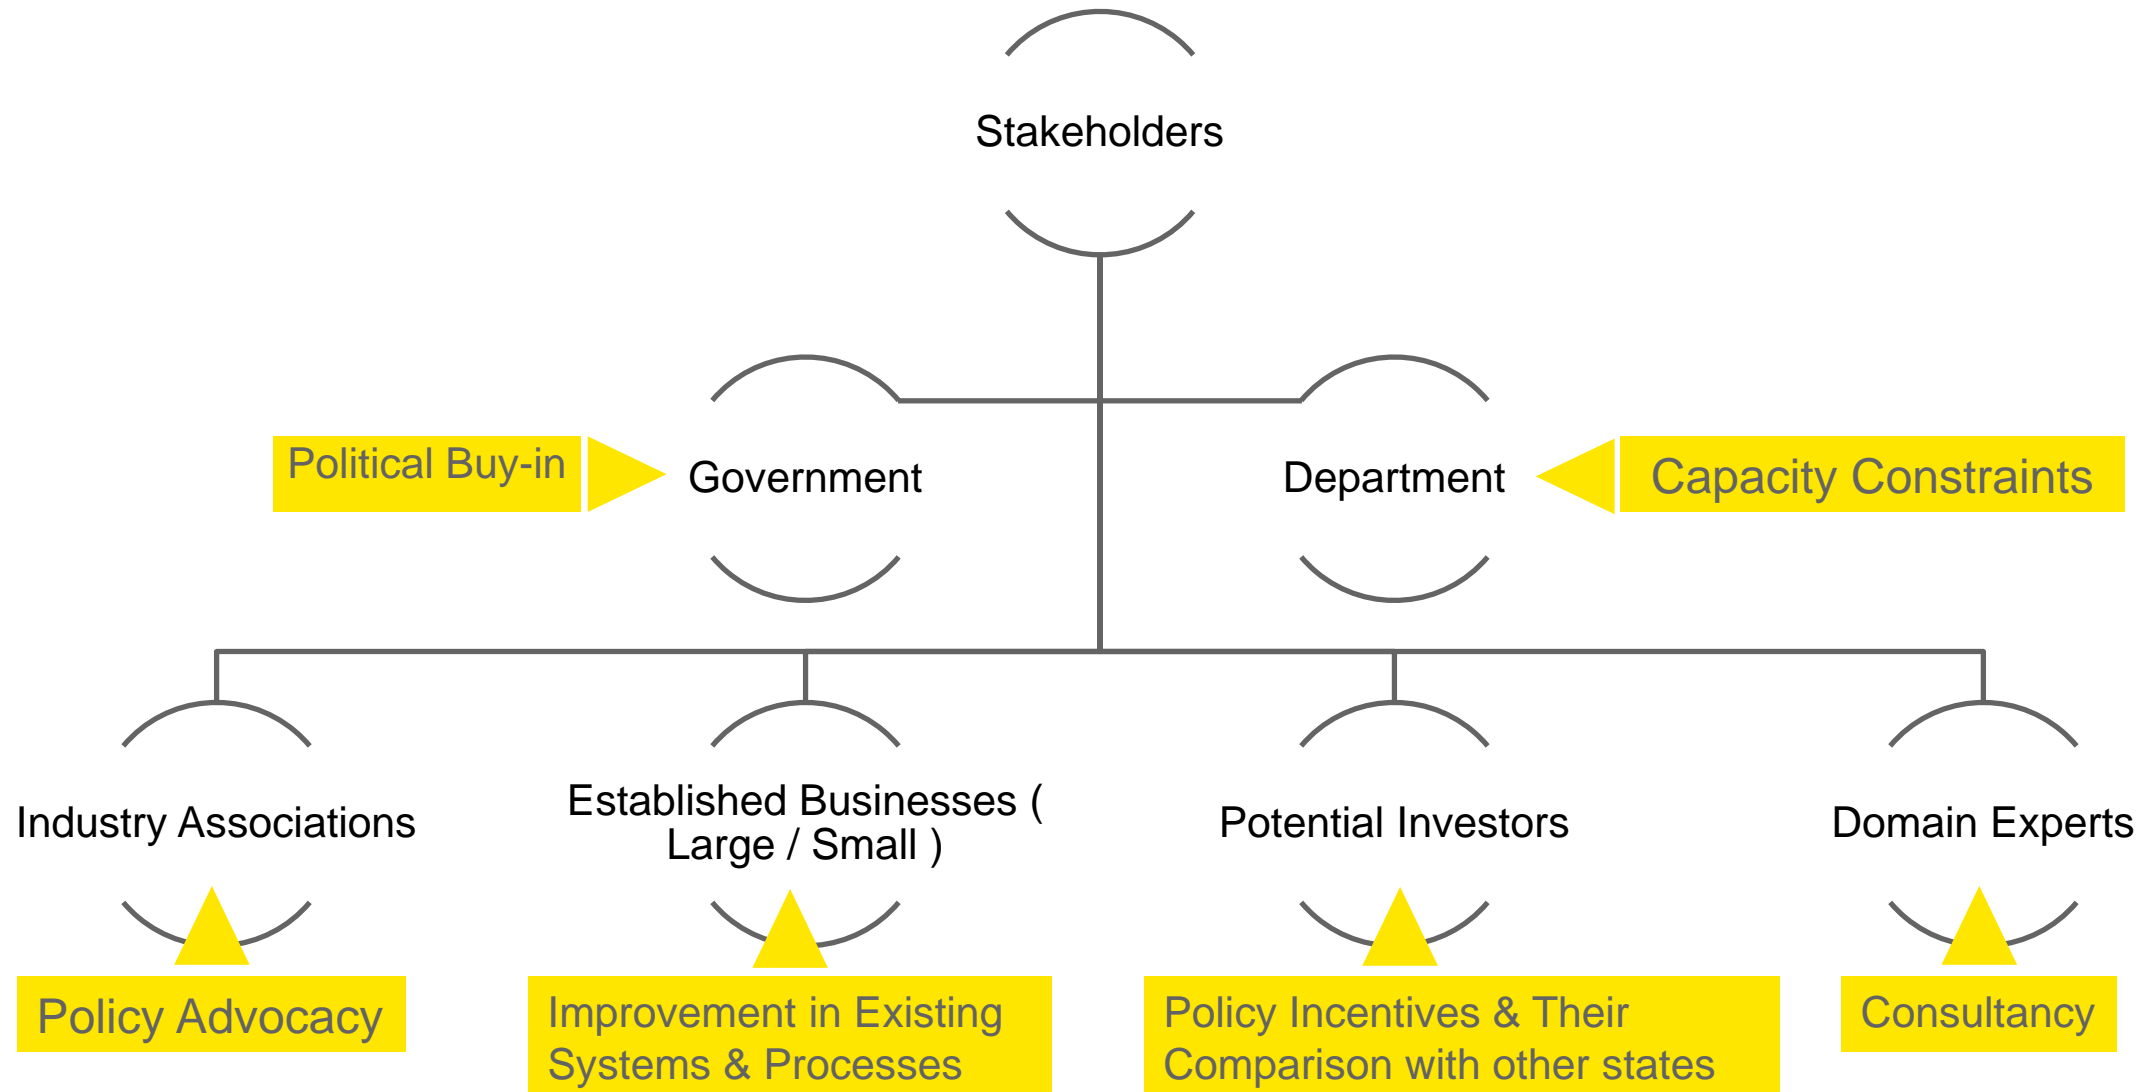 Stakeholders
Political Buy-in
Government
Department
Capacity Constraints
Industry Associations
Established Businesses (
Large / Small )
Potential Investors
Domain Experts
Policy Advocacy
Improvement in Existing
Systems & Processes
Policy Incentives & Their
Comparison with other states
Consultancy